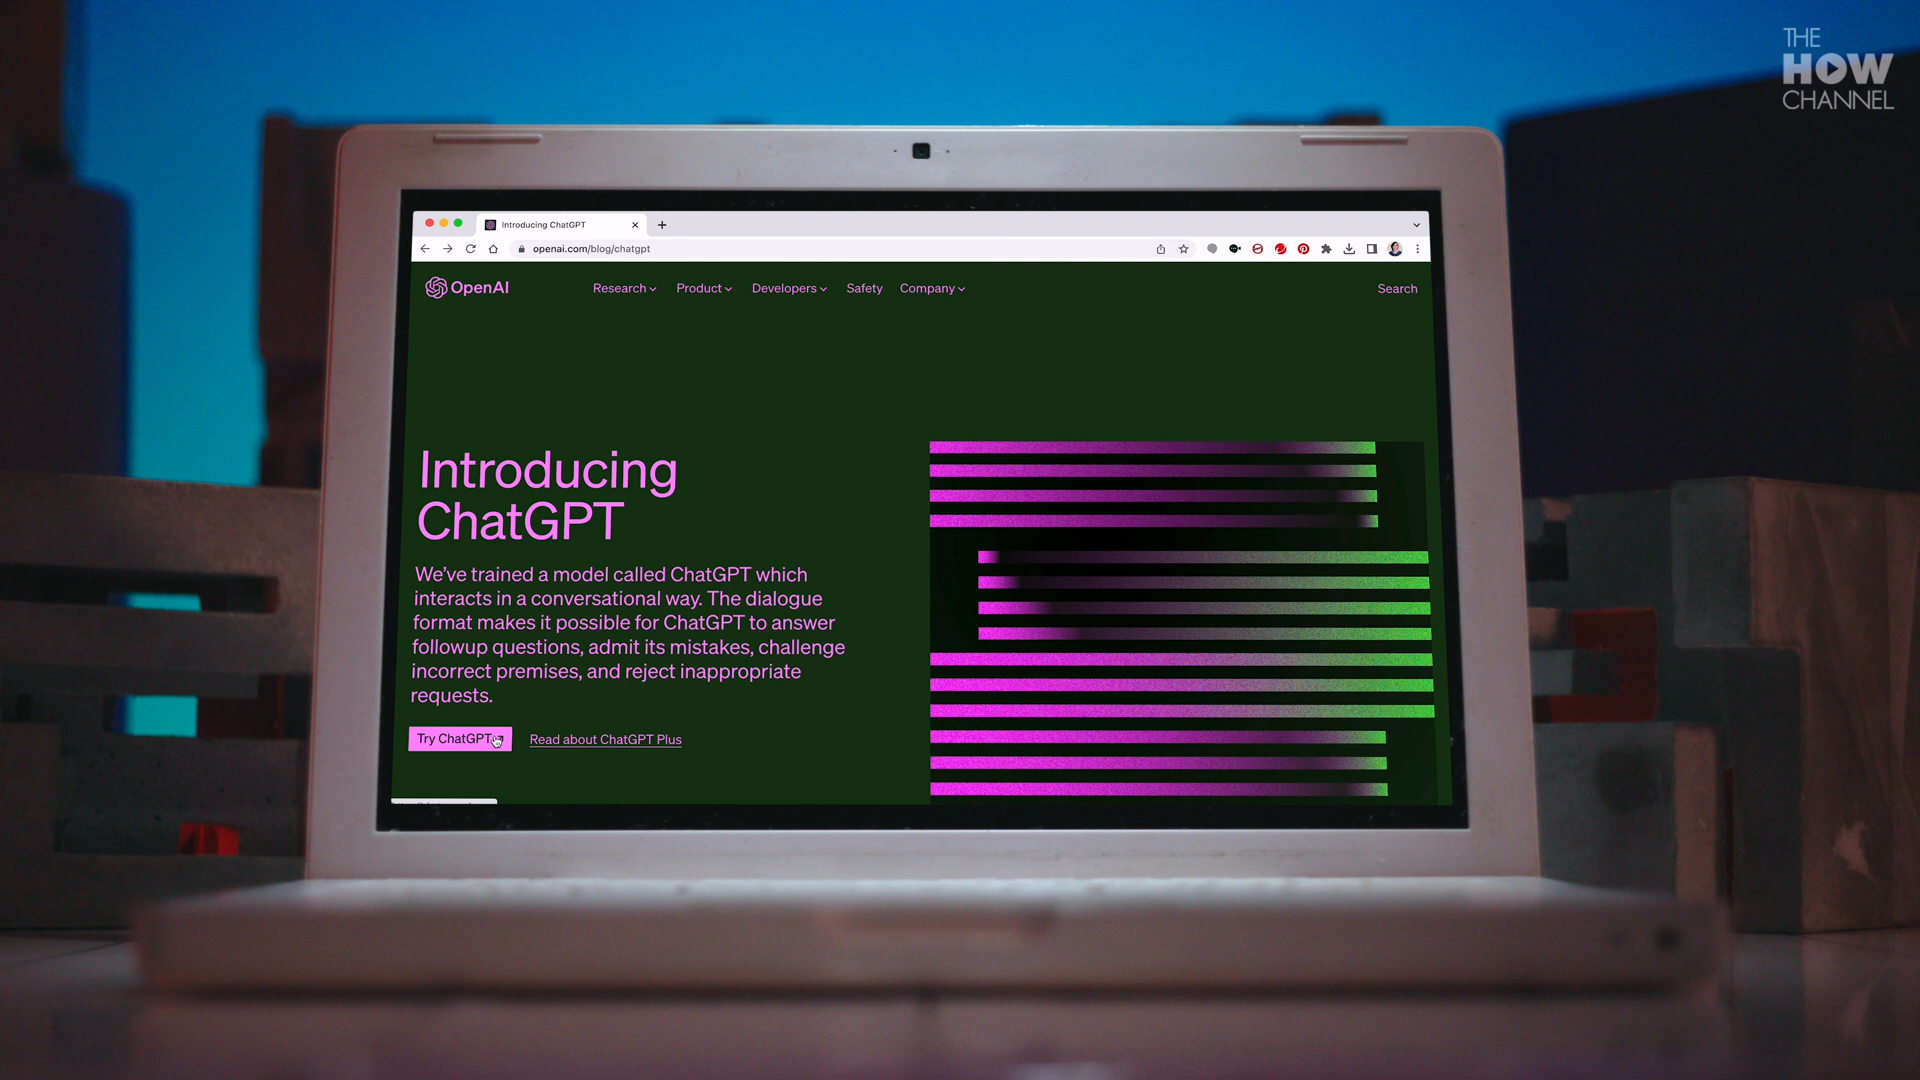 THE
HOW
CHANNEL
Introducing ChatGPT
openai.com/blog/chatgpt
OpenAI
Research
Product
Developers
Safety
Company
Search
Introducing
ChatGPT
We’ve trained a model called ChatGPT which
interacts in a conversational way. The dialogue
format makes it possible for ChatGPT to answer
followup questions, admit its mistakes, challenge
incorrect premises, and reject inappropriate
requests.
Try ChatGPT
Read about ChatGPT Plus